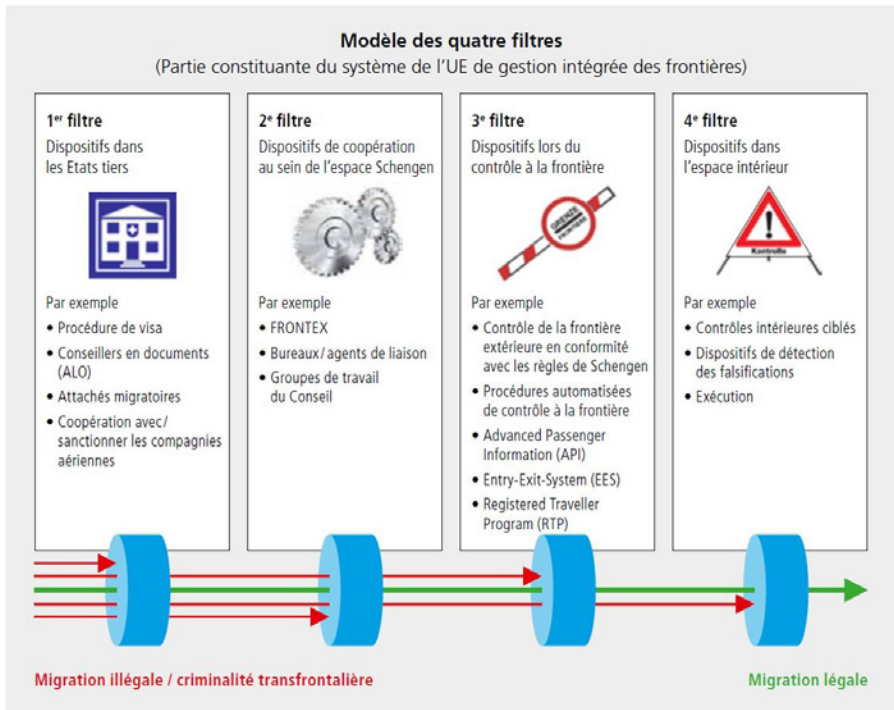 Modèle des quatre filtres
(Partie constituante du système de l'UE de gestion intégrée des frontières)
1er filtre
Dispositifs dans
les Etats tiers
Par exemple
• Procédure de visa
• Conseillers en documents
(ALO)
• Attachés migratoires
• Coopération avec/
sanctionner les compagnies
aériennes
2e filtre
Dispositifs de coopération
au sein de l'espace Schengen
Par exemple
• FRONTEX
• Bureaux/agents de liaison
• Groupes de travail
du Conseil
3e filtre
Dispositifs lors du
contrôle à la frontière
GRENZE
FRONTIÈRE
Par exemple
• Contrôle de la frontière
extérieure en conformité
avec les règles de Schengen
• Procédures automatisées
de contrôle à la frontière
• Advanced Passenger
Information (API)
• Entry-Exit-System (EES)
• Registered Traveller
Program (RTP)
4e filtre
Dispositifs dans
l'espace intérieur
Kontrolle
Par exemple
• Contrôles intérieures ciblés
• Dispositifs de détection
des falsifications
• Exécution
Migration illégale / criminalité transfrontalière
Migration légale